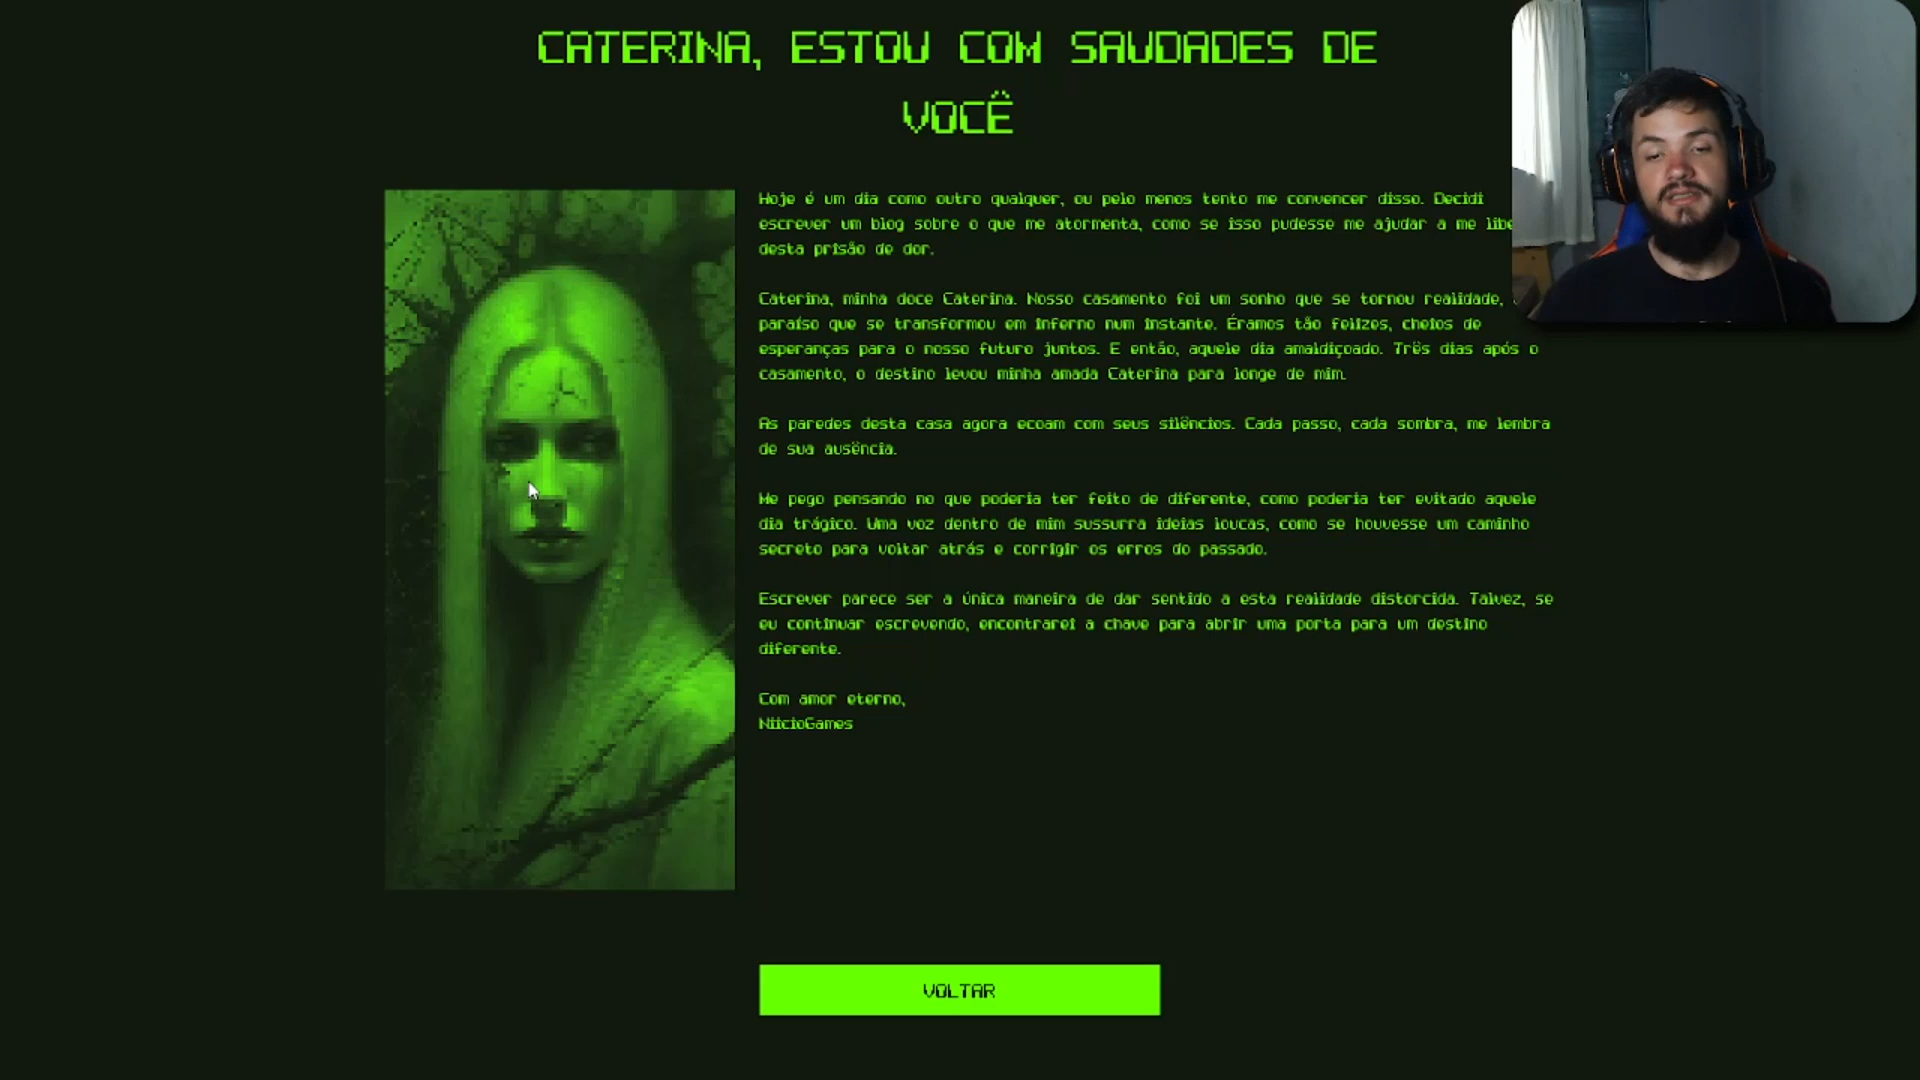 CATERINA, ESTOU COM SAUDADES DE
VOCÊ
Hoje é um dia como outro qualquer, ou pelo menos tento me convencer disso. Decidi
escrever um blog sobre o que me atormenta, como se isso pudesse me ajudar a me
desta prisão de dor.
Caterina, minha doce Caterina. Nosso casamento foi um sonho que se tornou realidade,
paraíso que se transformou em inferno num instante. Éramos tão felizes, cheios de
esperanças para o nosso futuro juntos. E então, aquele dia amaldiçoado. Três dias após o
casamento, o destino levou minha amada Caterina para longe de mim.
As paredes desta casa agora ecoam com seus silêncios. Cada passo, cada sombra, me lembra
de sua ausência.
Me pego pensando no que poderia ter feito de diferente, como poderia ter evitado aquele
dia trágico. Uma voz dentro de mim sussurra ideias loucas, como se houvesse um caminho
secreto para voltar atrás e corrigir os erros do passado.
Escrever parece ser a única maneira de dar sentido a esta realidade distorcida. Talvez, se
eu continuar escrevendo, encontrarei a chave para abrir uma porta para um destino
diferente.
Com amor eterno,
NiicioGames
VOLTAR